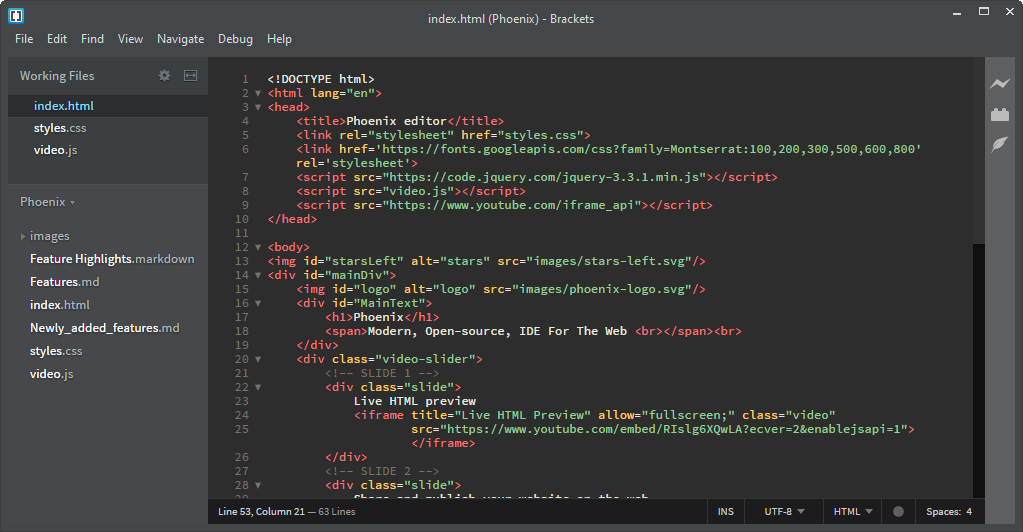 index.html (Phoenix) - Brackets
File Edit Find View Navigate Debug Help
Working Files
index.html
styles.css
video.js
Phoenix
images
Feature Highlights.markdown
Features.md
index.html
Newly_added_features.md
styles.css
video.js
1 <!DOCTYPE html>
2 <html lang="en">
3 <head>
4 <title>Phoenix editor</title>
5 <link rel="stylesheet" href="styles.css">
6 <link href='https://fonts.googleapis.com/css?family=Montserrat:100,200,300,500,600,800'
rel='stylesheet'>
7 <script src="https://code.jquery.com/jquery-3.3.1.min.js"></script>
8 <script src="video.js"></script>
9 <script src="https://www.youtube.com/iframe_api"></script>
10 </head>
11
12 <body>
13 <img id="starsLeft" alt="stars" src="images/stars-left.svg"/>
14 <div id="mainDiv">
15 <img id="logo" alt="logo" src="images/phoenix-logo.svg"/>
16 <div id="MainText">
17 <h1>Phoenix</h1>
18 <span>Modern, Open-source, IDE For The Web <br></span><br>
19 </div>
20 <div class="video-slider">
21 <!-- SLIDE 1 -->
22 <div class="slide">
23 Live HTML preview
24 <iframe title="Live HTML Preview" allow="fullscreen;" class="video"
25 src="https://www.youtube.com/embed/RIslg6XQwLA?ecver=2&enablejsapi=1">
</iframe>
26 </div>
27 <!-- SLIDE 2 -->
28 <div class="slide">
Share and publish your website on the web
Line 53, Column 21 — 63 Lines
INS
UTF-8
HTML
Spaces: 4